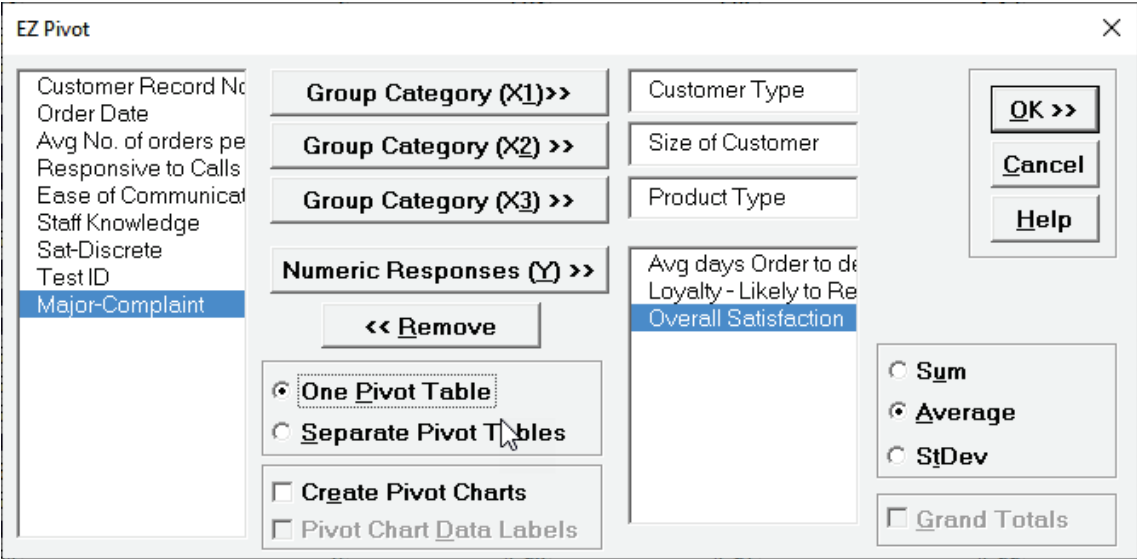 EZ Pivot
Customer Record No
Order Date
Avg No. of orders pe
Responsive to Calls
Ease of Communicat
Staff Knowledge
Sat-Discrete
Test ID
Major-Complaint
Group Category (X1)>>
Group Category (X2) >>
Group Category (X3) >>
Numeric Responses (Y) >>
<< Remove
One Pivot Table
Separate Pivot Tables
Create Pivot Charts
Pivot Chart Data Labels
Customer Type
Size of Customer
Product Type
Avg days Order to de
Loyalty - Likely to Re
Overall Satisfaction
OK >>
Cancel
Help
Sum
Average
StDev
Grand Totals